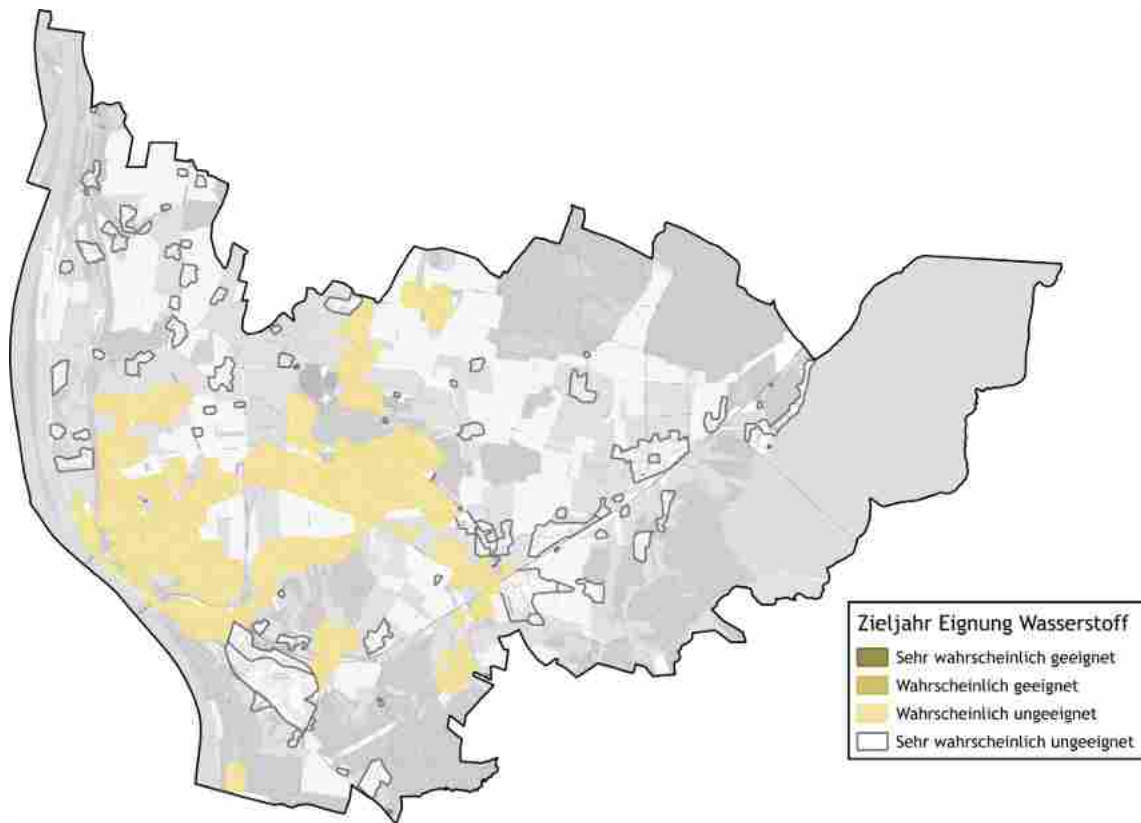 Zieljahr Eignung Wasserstoff
Sehr wahrscheinlich geeignet
Wahrscheinlich geeignet
Wahrscheinlich ungeeignet
Sehr wahrscheinlich ungeeignet